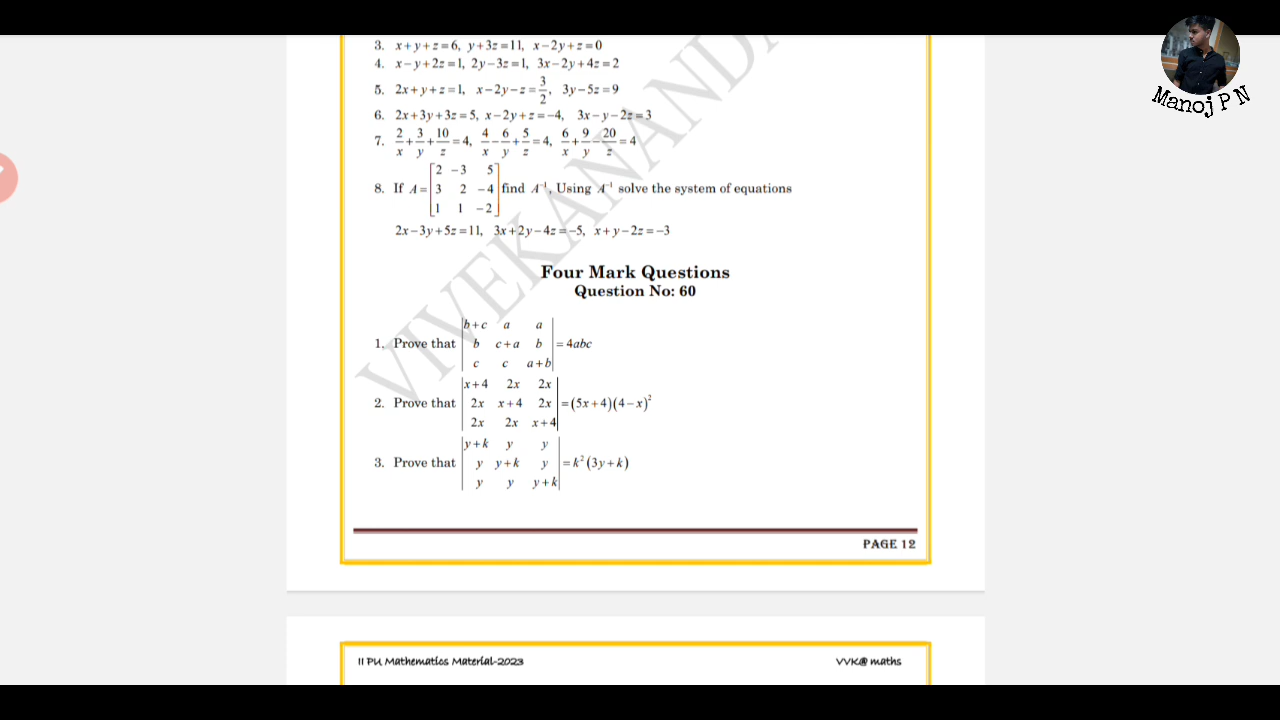 Manoj P N
3. x+y+z=6, y+3z=11, x−2y+z=0
4. x−y+2z=1, 2y−3z=1, 3x−2y+4z=2
5. 2x+y+z=1, x−2y−z=3/2, 3y−5z=9
6. 2x+3y+3z=5, x−2y+z=−4, 3x−y−2z=3
7. 2/x+3/y+10/z=4, 4/x−6/y+5/z=4, 6/x+9/y−20/z=4
2 −3 5
8. If A= 3 2 −4 find A⁻¹, Using A⁻¹ solve the system of equations
1 1 −2
2x−3y+5z=11, 3x+2y−4z=−5, x+y−2z=−3
Four Mark Questions
Question No: 60
b+c a a
1. Prove that b c+a b =4abc
c c a+b
x+4 2x 2x
2. Prove that 2x x+4 2x =(5x+4)(4−x)²
2x 2x x+4
y+k y y
3. Prove that y y+k y =k²(3y+k)
y y y+k
VIVEKANANDA
PAGE 12
II PU Mathematics Material-2023 VVK@ maths